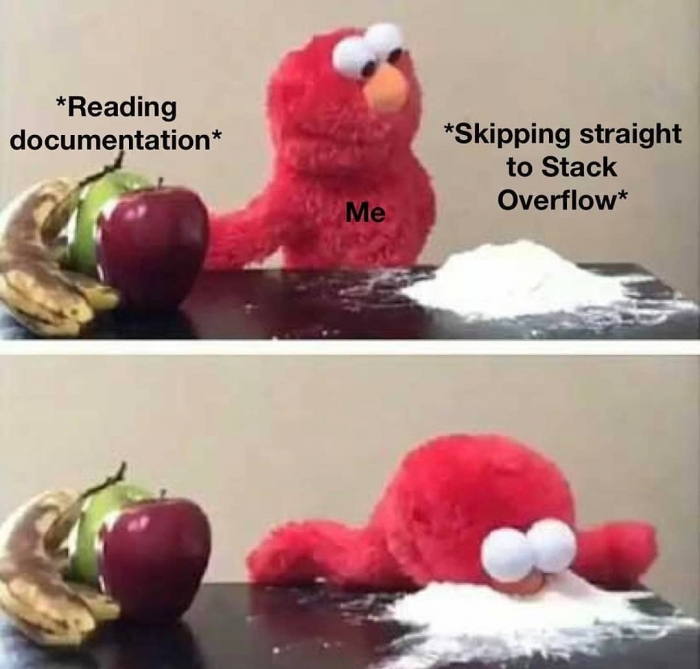 *Reading
documentation*
Me
*Skipping straight
to Stack
Overflow*